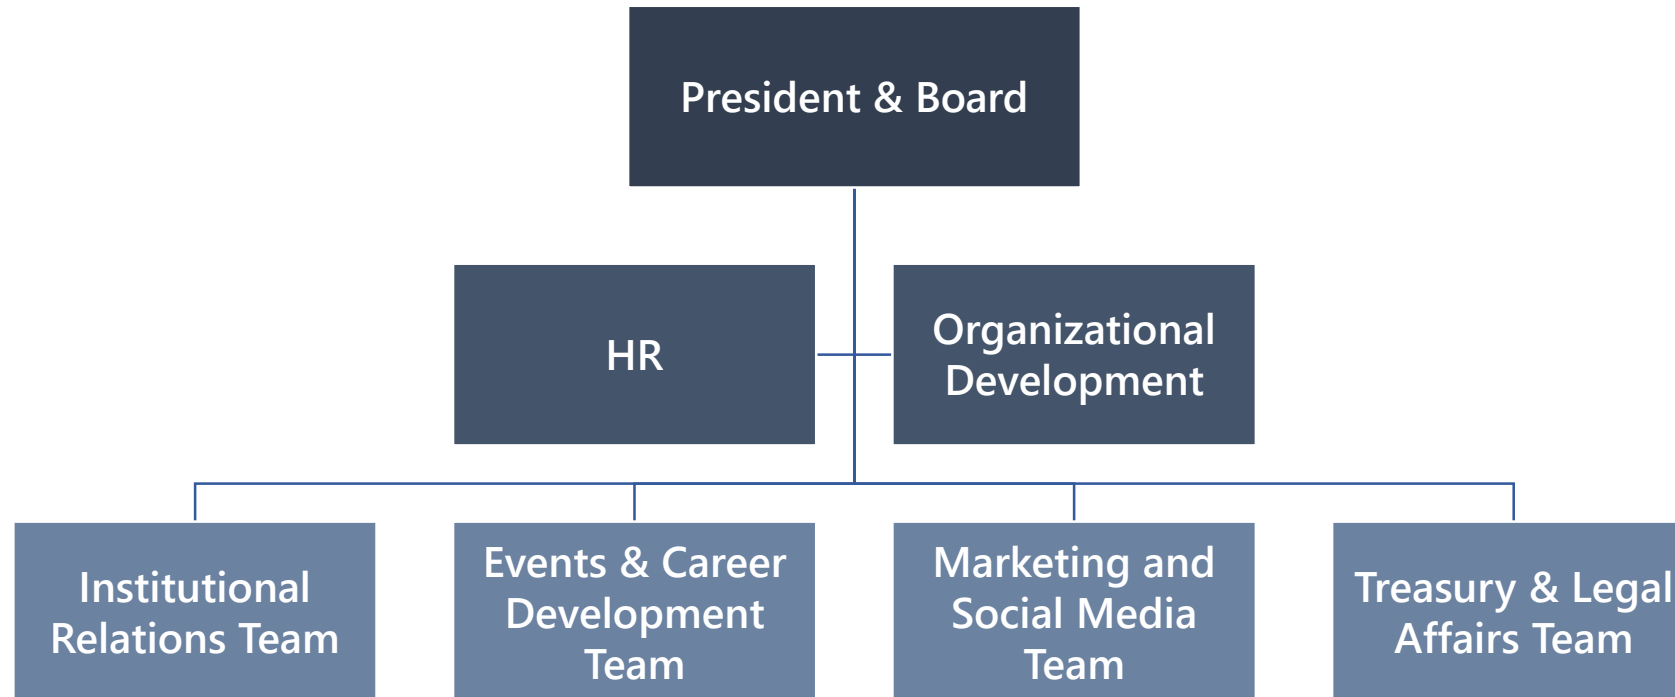 President & Board
HR
Organizational
Development
Institutional
Relations Team
Events & Career
Development
Team
Marketing and
Social Media
Team
Treasury & Legal
Affairs Team